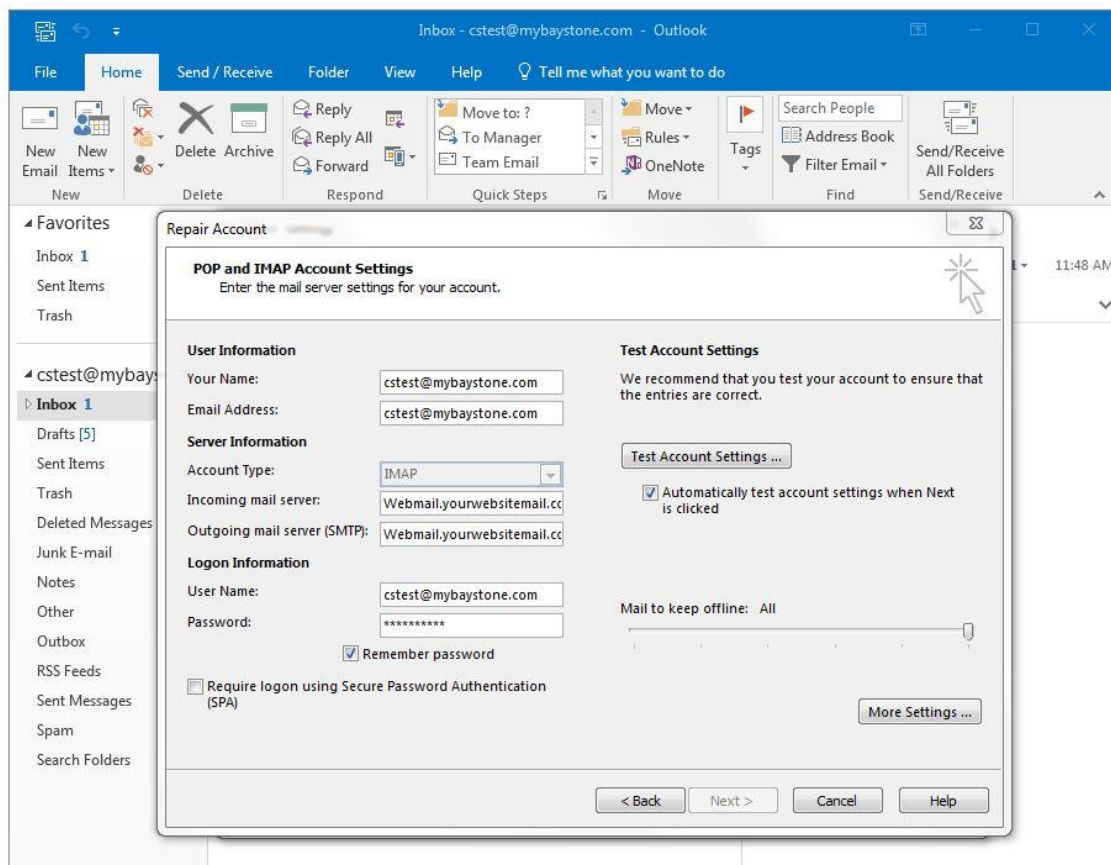 Inbox - cstest@mybaystone.com - Outlook
File Home Send / Receive Folder View Help Tell me what you want to do
New Email
New Items
New
Delete
Archive
Delete
Reply
Reply All
Forward
Respond
Move to: ?
To Manager
Team Email
Quick Steps
Move
Rules
OneNote
Move
Tags
Search People
Address Book
Filter Email
Find
Send/Receive
All Folders
Send/Receive
Favorites
Inbox 1
Sent Items
Trash
cstest@mybay
Inbox 1
Drafts [5]
Sent Items
Trash
Deleted Messages
Junk E-mail
Notes
Other
Outbox
RSS Feeds
Sent Messages
Spam
Search Folders
11:48 AM
Repair Account
POP and IMAP Account Settings
Enter the mail server settings for your account.
User Information
Your Name: cstest@mybaystone.com
Email Address: cstest@mybaystone.com
Server Information
Account Type: IMAP
Incoming mail server: Webmail.yourwebsitemail.cc
Outgoing mail server (SMTP): Webmail.yourwebsitemail.cc
Logon Information
User Name: cstest@mybaystone.com
Password: **********
Remember password
Require logon using Secure Password Authentication
(SPA)
Test Account Settings
We recommend that you test your account to ensure that
the entries are correct.
Test Account Settings ...
Automatically test account settings when Next
is clicked
Mail to keep offline: All
More Settings ...
< Back Next > Cancel Help